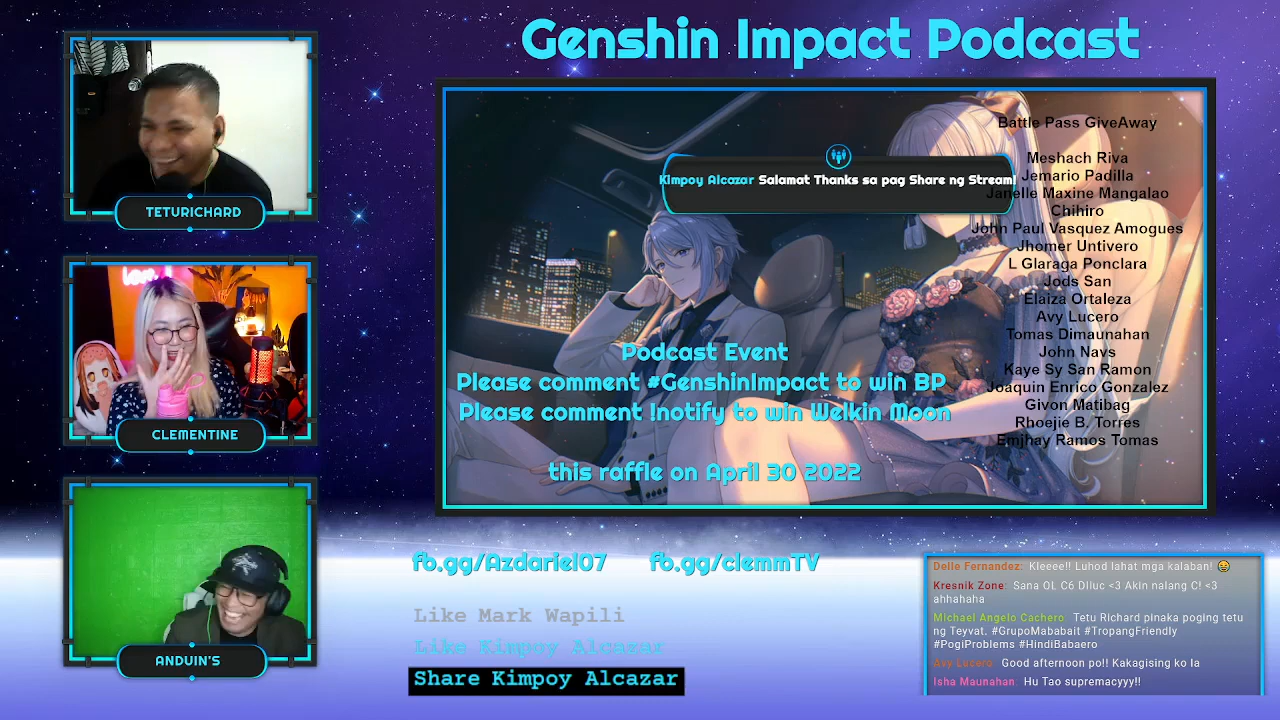 Genshin Impact Podcast
TETURICHARD
CLEMENTINE
ANDUIN'S
Kimpoy Alcazar Salamat Thanks sa pag Share ng Stream!
Battle Pass GiveAway
Meshach Riva
Jemario Padilla
Janelle Maxine Mangalao
Chihiro
John Paul Vasquez Amogues
Jhomer Untivero
L Glaraga Ponclara
Jods San
Elaiza Ortaleza
Avy Lucero
Tomas Dimaunahan
John Navs
Kaye Sy San Ramon
Joaquin Enrico Gonzalez
Givon Matibag
Rhoejie B. Torres
Emjhay Ramos Tomas
Podcast Event
Please comment #GenshinImpact to win BP
Please comment !notify to win Welkin Moon
this raffle on April 30 2022
fb.gg/Azdariel07 fb.gg/clemmTV
Like Mark Wapili
Like Kimpoy Alcazar
Share Kimpoy Alcazar
Delle Fernandez: Kleeee!! Luhod lahat mga kalaban! 😆
Kresnik Zone: Sana OL C6 DIluc <3 Akin nalang C! <3
ahhahaha
Michael Angelo Cachero Tetu Richard pinaka poging tetu
ng Teyvat. #GrupoMababait #TropangFriendly
#PogiProblems #HindiBabaero
Avy Lucero: Good afternoon po!! Kakagising ko la
Isha Maunahan: Hu Tao supremacyyy!!